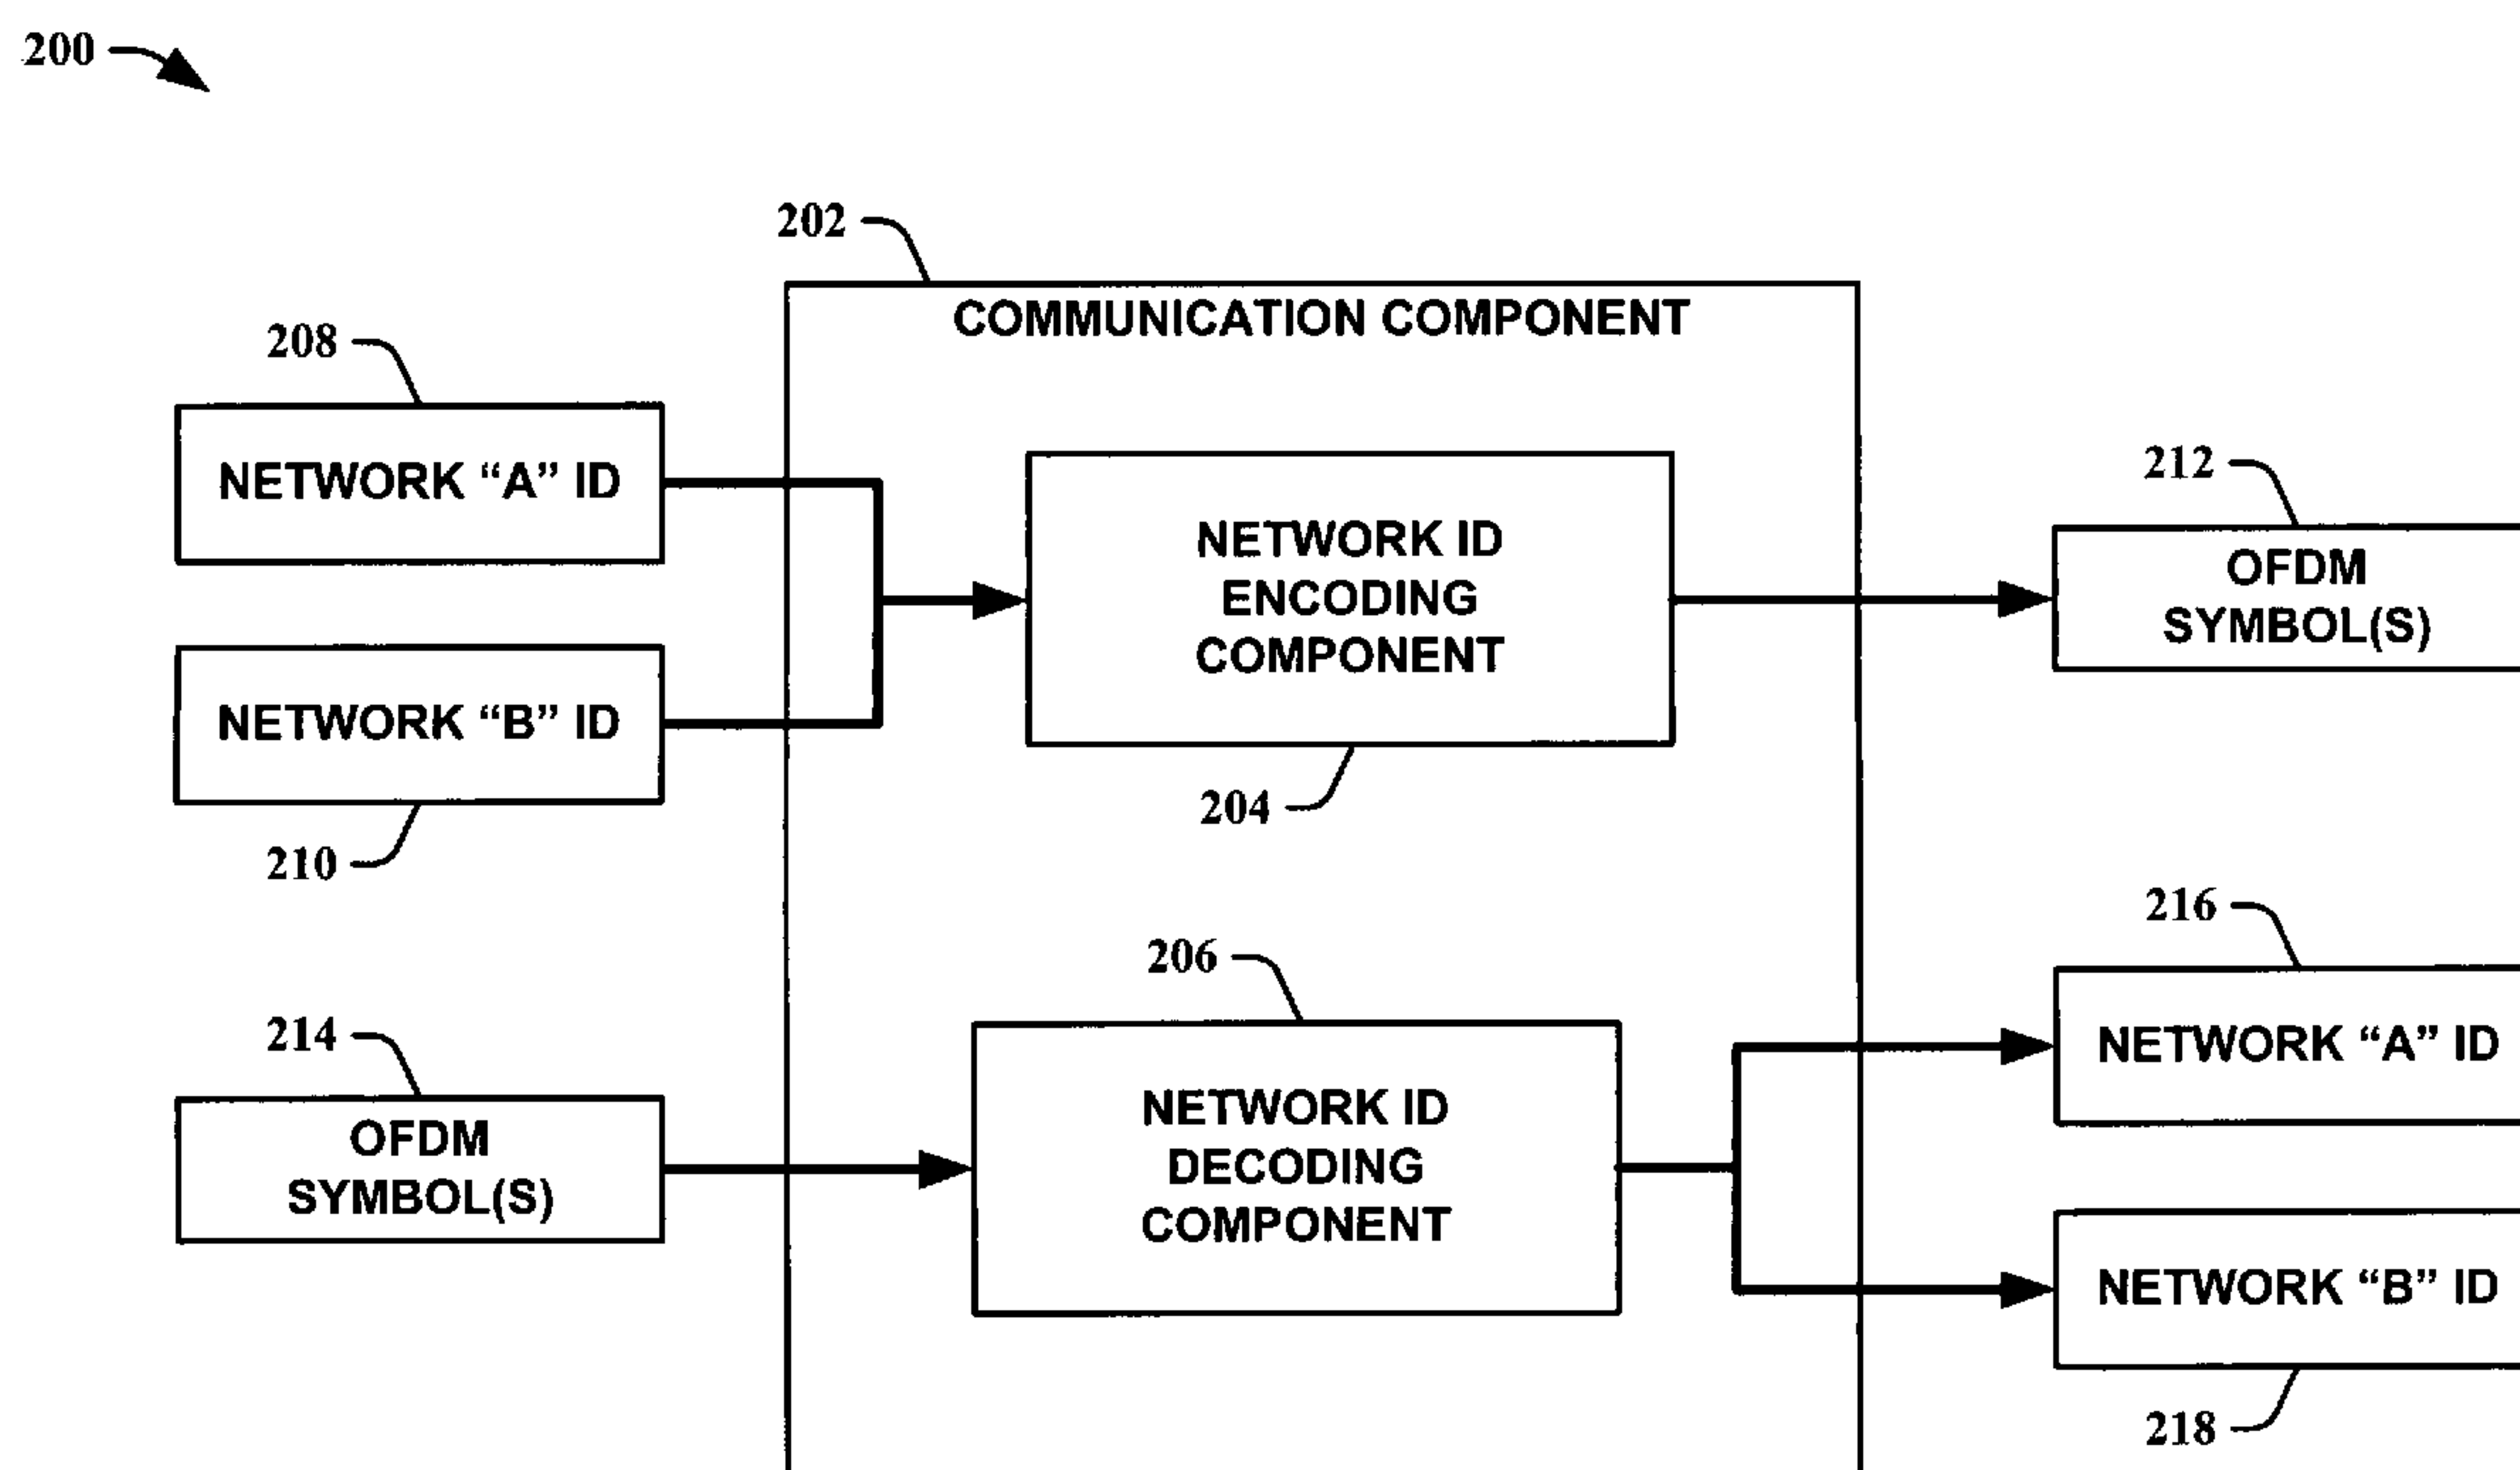 200
202
COMMUNICATION COMPONENT
208
NETWORK “A” ID
NETWORK ID
ENCODING
COMPONENT
204
NETWORK “B” ID
210
212
OFDM
SYMBOL(S)
206
214
OFDM
SYMBOL(S)
NETWORK ID
DECODING
COMPONENT
216
NETWORK “A” ID
NETWORK “B” ID
218